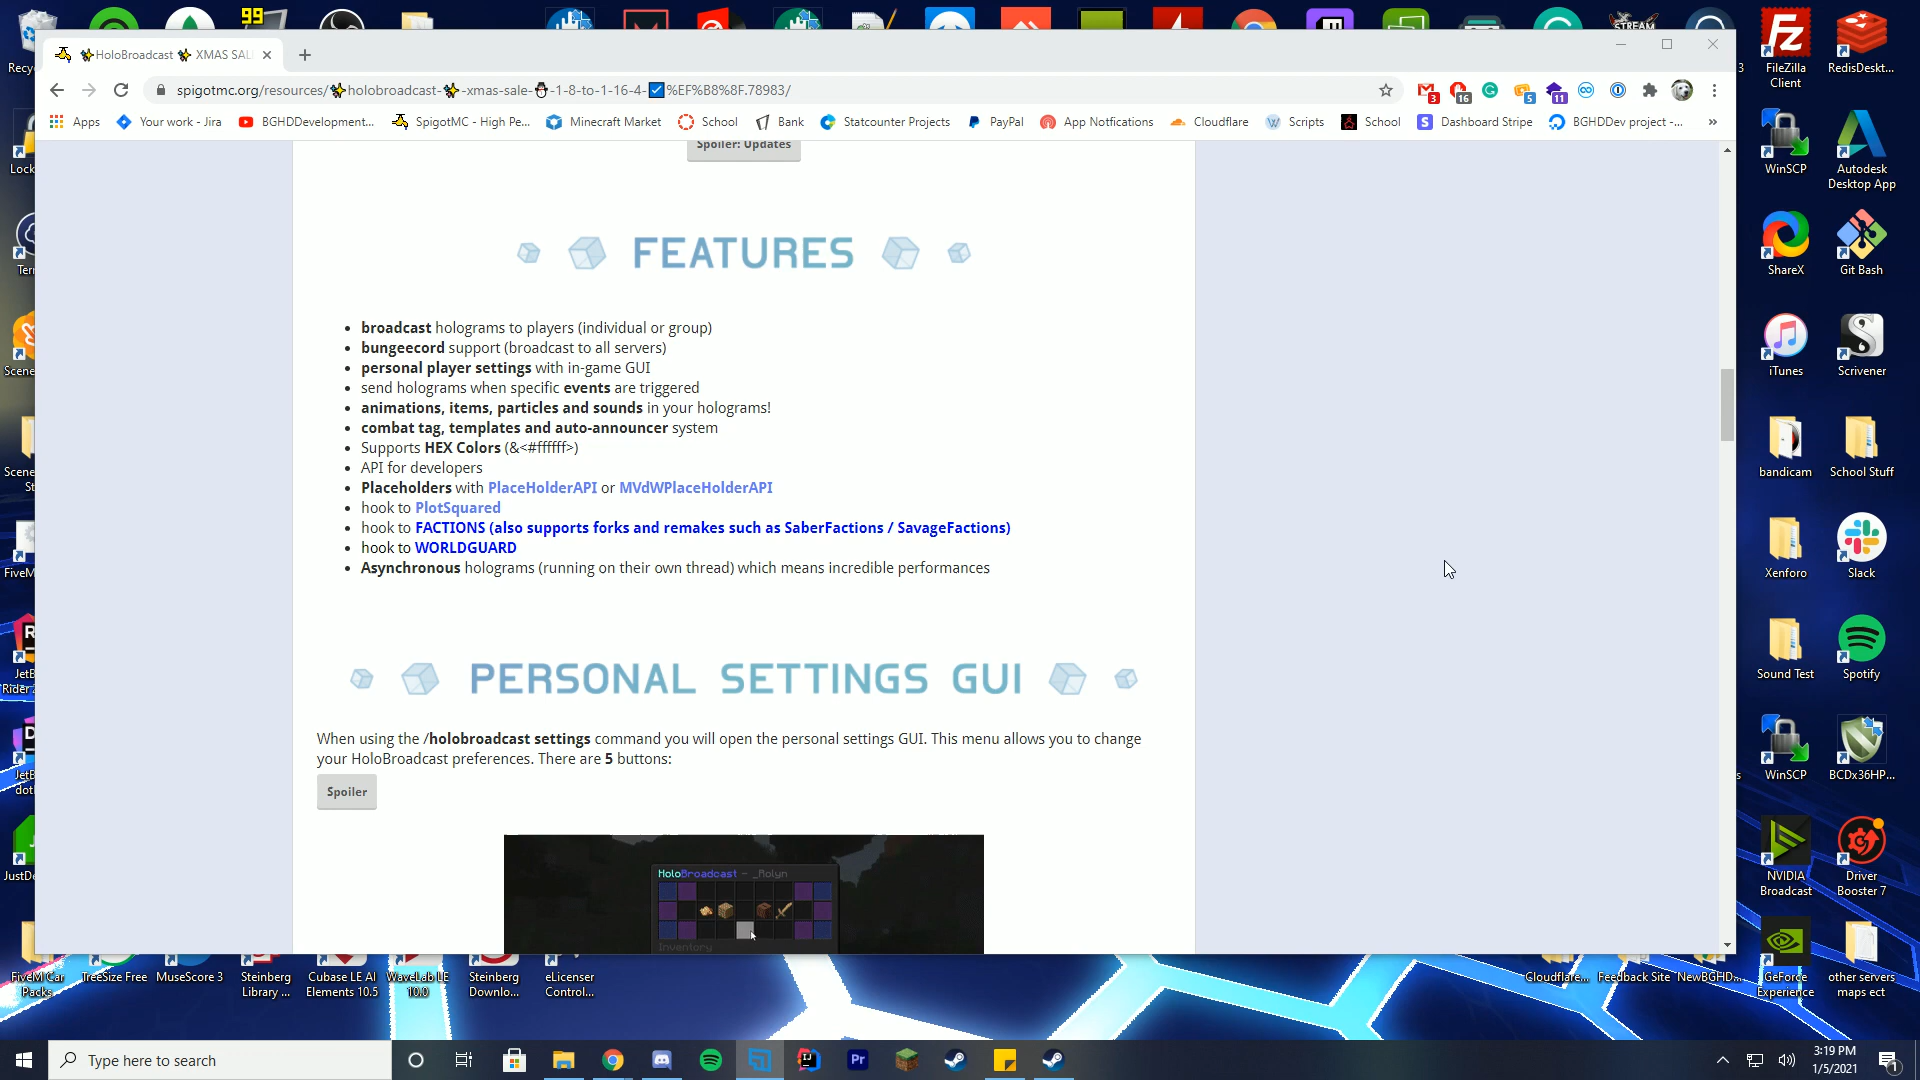 99
HoloBroadcast XMAS SAL
spigotmc.org/resources/✨holobroadcast-✨-xmas-sale-⛄-1-8-to-1-16-4-☑%EF%B8%8F.78983/
3 16 5 11
Apps Your work - Jira BGHDDevelopment... SpigotMC - High Pe... Minecraft Market School Bank Statcounter Projects PayPal App Notfications Cloudflare Scripts School Dashboard Stripe BGHDDev project -... »
Spoiler: Updates
FEATURES
• broadcast holograms to players (individual or group)
• bungeecord support (broadcast to all servers)
• personal player settings with in-game GUI
• send holograms when specific events are triggered
• animations, items, particles and sounds in your holograms!
• combat tag, templates and auto-announcer system
• Supports HEX Colors (&<#ffffff>)
• API for developers
• Placeholders with PlaceHolderAPI or MVdWPlaceHolderAPI
• hook to PlotSquared
• hook to FACTIONS (also supports forks and remakes such as SaberFactions / SavageFactions)
• hook to WORLDGUARD
• Asynchronous holograms (running on their own thread) which means incredible performances
PERSONAL SETTINGS GUI
When using the /holobroadcast settings command you will open the personal settings GUI. This menu allows you to change
your HoloBroadcast preferences. There are 5 buttons:
Spoiler
HoloBroadcast - _Rolyn
Inventory
FileZilla
Client
RedisDeskt...
WinSCP
Autodesk
Desktop App
ShareX
Git Bash
iTunes
Scrivener
bandicam
School Stuff
Xenforo
Slack
Sound Test
Spotify
WinSCP
BCDx36HP...
NVIDIA
Broadcast
Driver
Booster 7
GeForce
Experience
other servers
maps ect
FiveM Car
Packs
TreeSize Free
MuseScore 3
Steinberg
Library ...
Cubase LE AI
Elements 10.5
WaveLab LE
10.0
Steinberg
Downlo...
eLicenser
Control...
Cloudflare...
Feedback Site
NewBGHD...
Type here to search
Pr
3:19 PM
1/5/2021
1